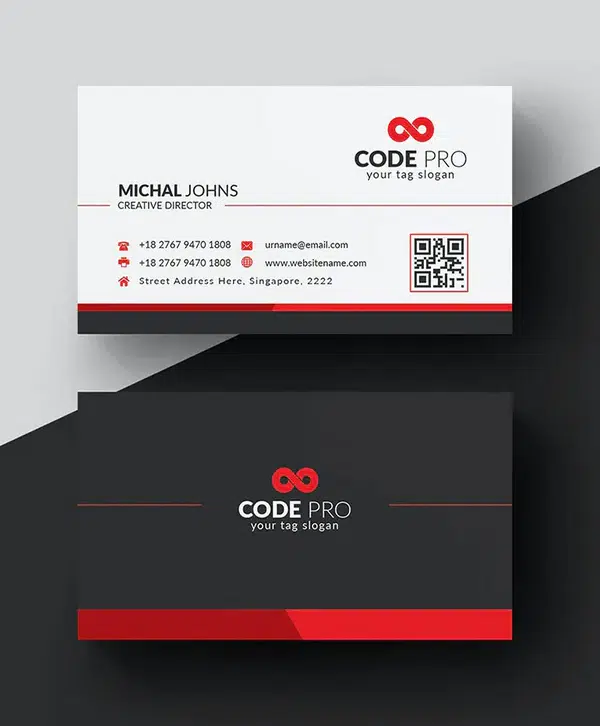 CODE PRO
your tag slogan
MICHAL JOHNS
CREATIVE DIRECTOR
+18 2767 9470 1808
urname@email.com
+18 2767 9470 1808
www.websitename.com
Street Address Here, Singapore, 2222
CODE PRO
your tag slogan